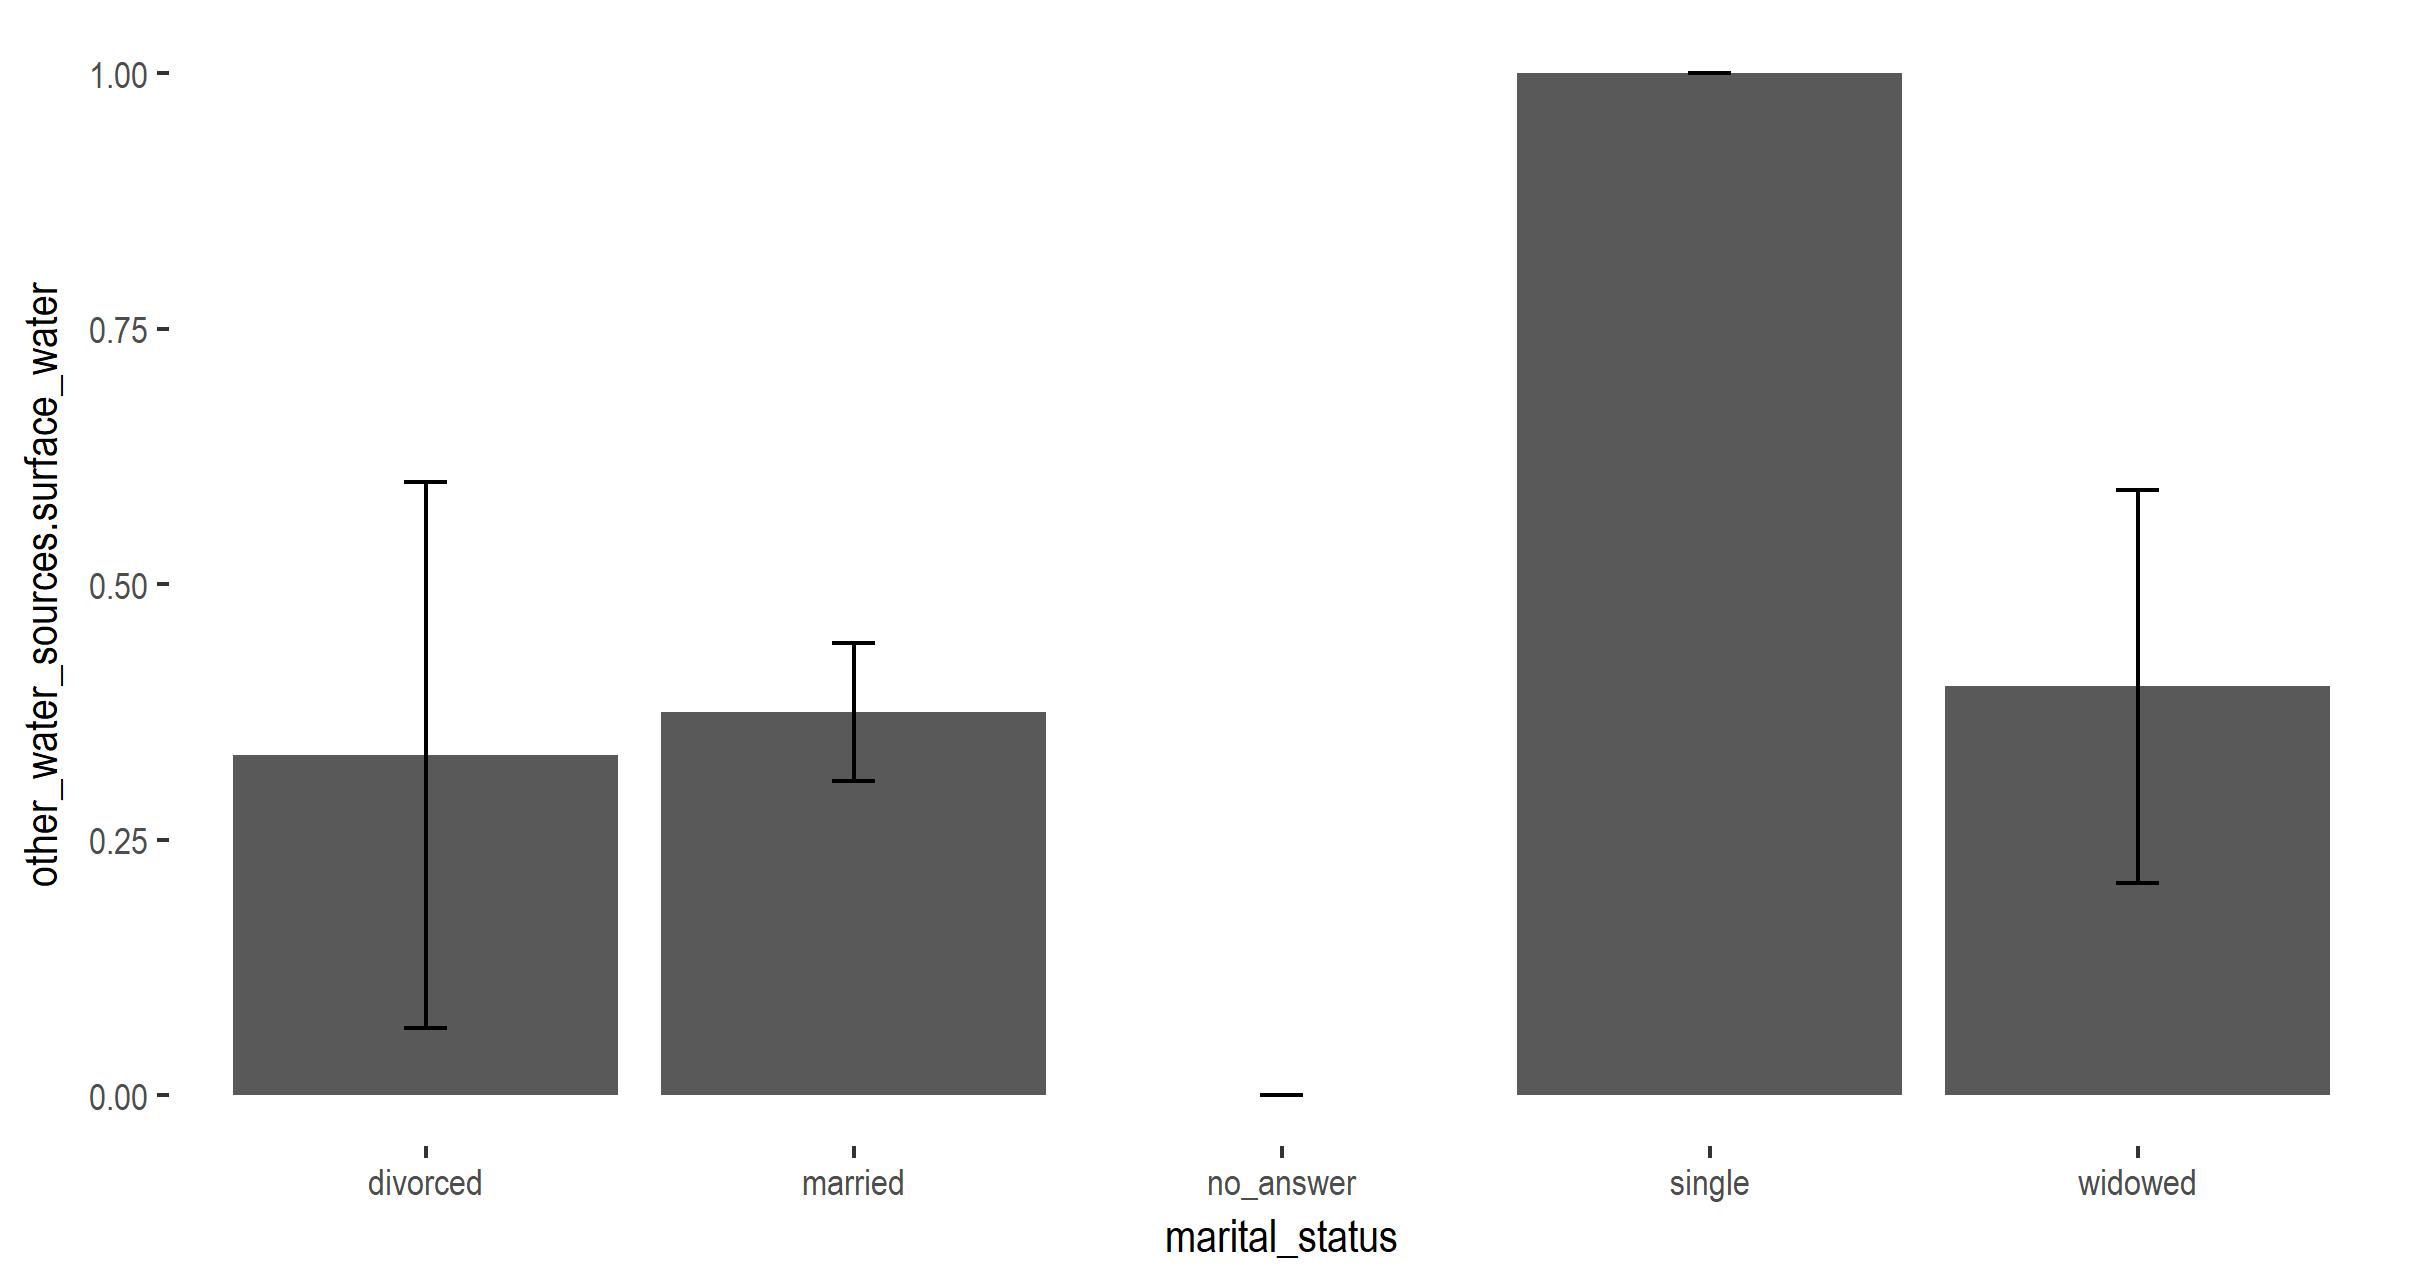 1.00
0.75
0.50
0.25
0.00
other_water_sources.surface_water
divorced married no_answer single widowed
marital_status